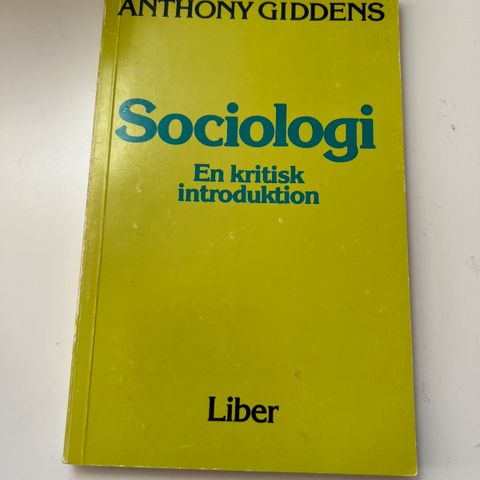 ANTHONY GIDDENS
Sociologi
En kritisk
introduktion
Liber